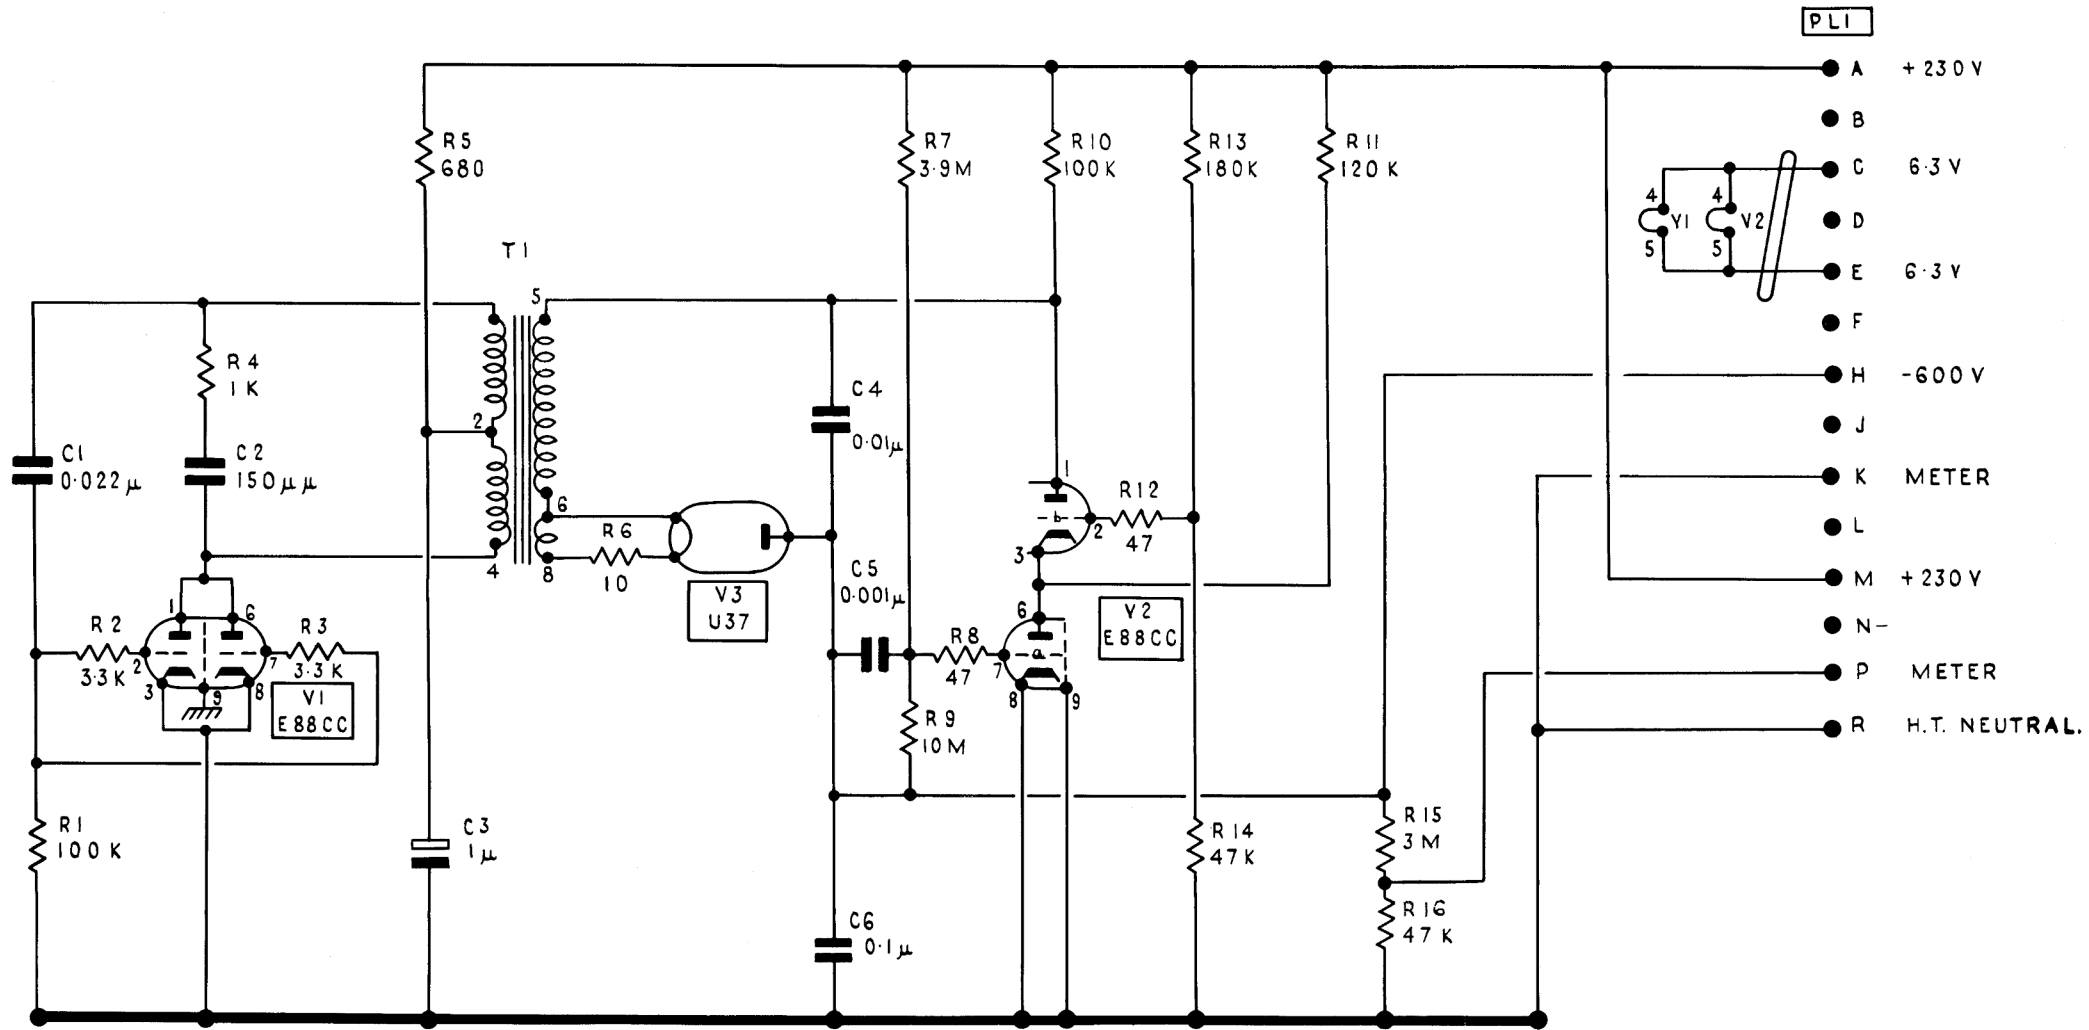 PL1
A +230V
B
C 6·3V
D
E 6·3V
F
H -600V
J
K METER
L
M +230V
N-
P METER
R H.T. NEUTRAL.
4
V1
5
4
V2
5
R5
680
R7
3·9M
R10
100K
R13
180K
R11
120K
T1
5
2
4
6
8
R4
1K
C1
0·022µ
C2
150µµ
R6
10
V3
U37
C4
0·01µ
C5
0·001µ
1
b
2
3
R12
47
V2
E88CC
6
a
7
8
9
R8
47
R2
3·3K
R3
3·3K
1
6
2
7
3
9
8
V1
E88CC
R9
10M
R1
100K
C3
1µ
C6
0·1µ
R14
47K
R15
3M
R16
47K